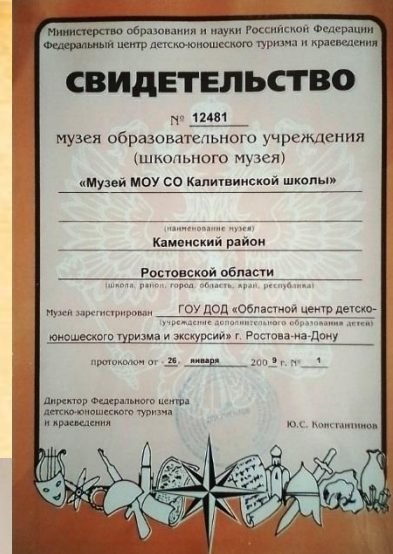 Министерство образования и науки Российской Федерации
Федеральный центр детско-юношеского туризма и краеведения
СВИДЕТЕЛЬСТВО
№ 12481
музея образовательного учреждения
(школьного музея)
«Музей МОУ СО Калитвинской школы»
(наименование музея)
Каменский район
Ростовской области
(школа, район, город, область, край, республика)
Музей зарегистрирован ГОУ ДОД «Областной центр детско-
(учреждение дополнительного образования детей)
юношеского туризма и экскурсий» г. Ростова-на-Дону
протоколом от « 26. января 200 9 г. № 1
Директор Федерального центра
детско-юношеского туризма
и краеведения
Ю.С. Константинов